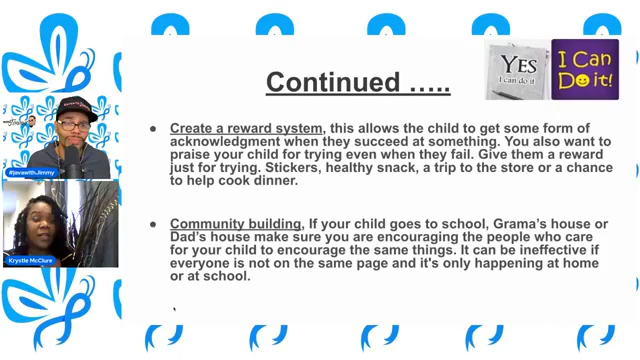 YES
I can do it
I Can
Do it!
Continued …..
● Create a reward system, this allows the child to get some form of
acknowledgment when they succeed at something. You also want to
praise your child for trying even when they fail. Give them a reward
just for trying. Stickers, healthy snack, a trip to the store or a chance
to help cook dinner.
● Community building, If your child goes to school, Grama's house or
Dad's house make sure you are encouraging the people who care
for your child to encourage the same things. It can be ineffective if
everyone is not on the same page and it's only happening at home
or at school.
#javawithJimmy
Krystle McClure